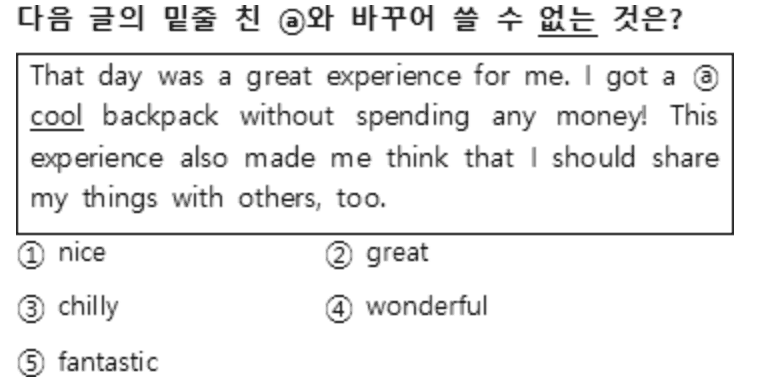 다음 글의 밑줄 친 ⓐ와 바꾸어 쓸 수 없는 것은?
That day was a great experience for me. I got a ⓐ
cool backpack without spending any money! This
experience also made me think that I should share
my things with others, too.
① nice ② great
③ chilly ④ wonderful
⑤ fantastic